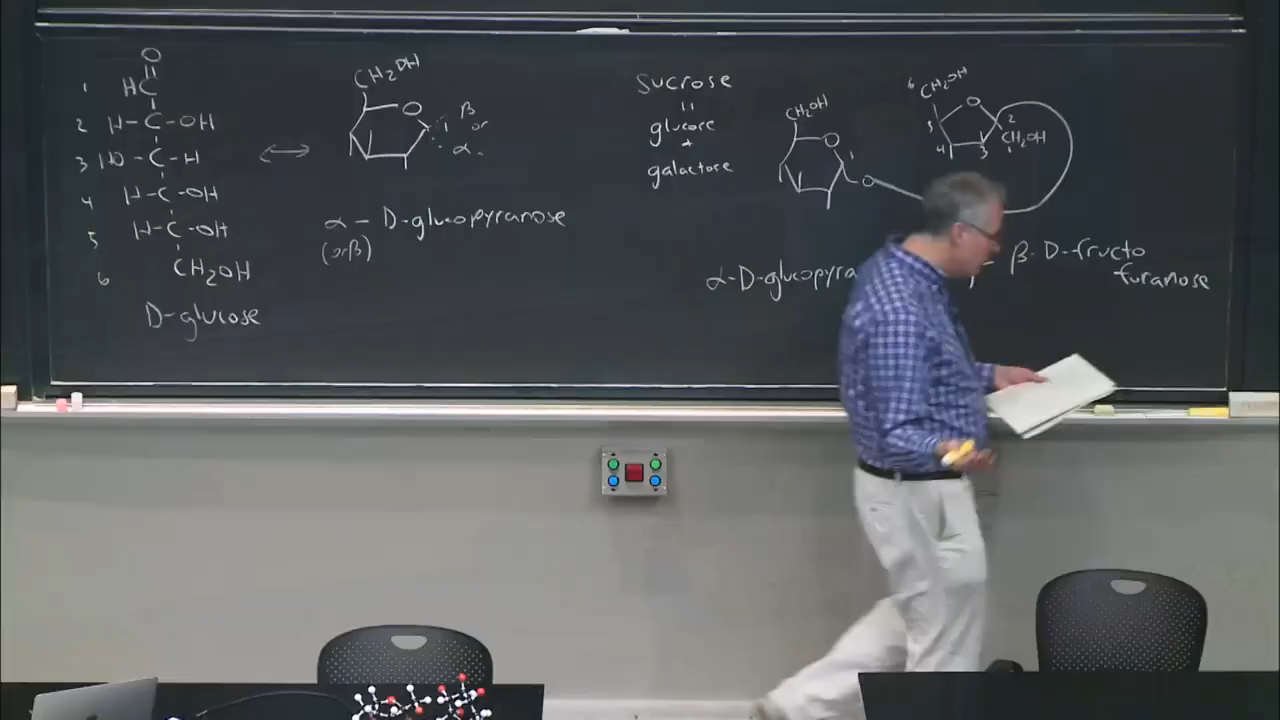 O
1 HC
2 H-C-OH
3 HO-C-H
4 H-C-OH
5 H-C-OH
6 CH2OH
D-glucose
CH2OH
O
1
β
or
α
α - D-glucopyranose
(or β)
Sucrose
=
glucose
+
galactose
CH2OH
O
1
O
6 CH2OH
O
5
2
CH2OH
1
4
3
α-D-glucopyra
β-D-fructo
furanose